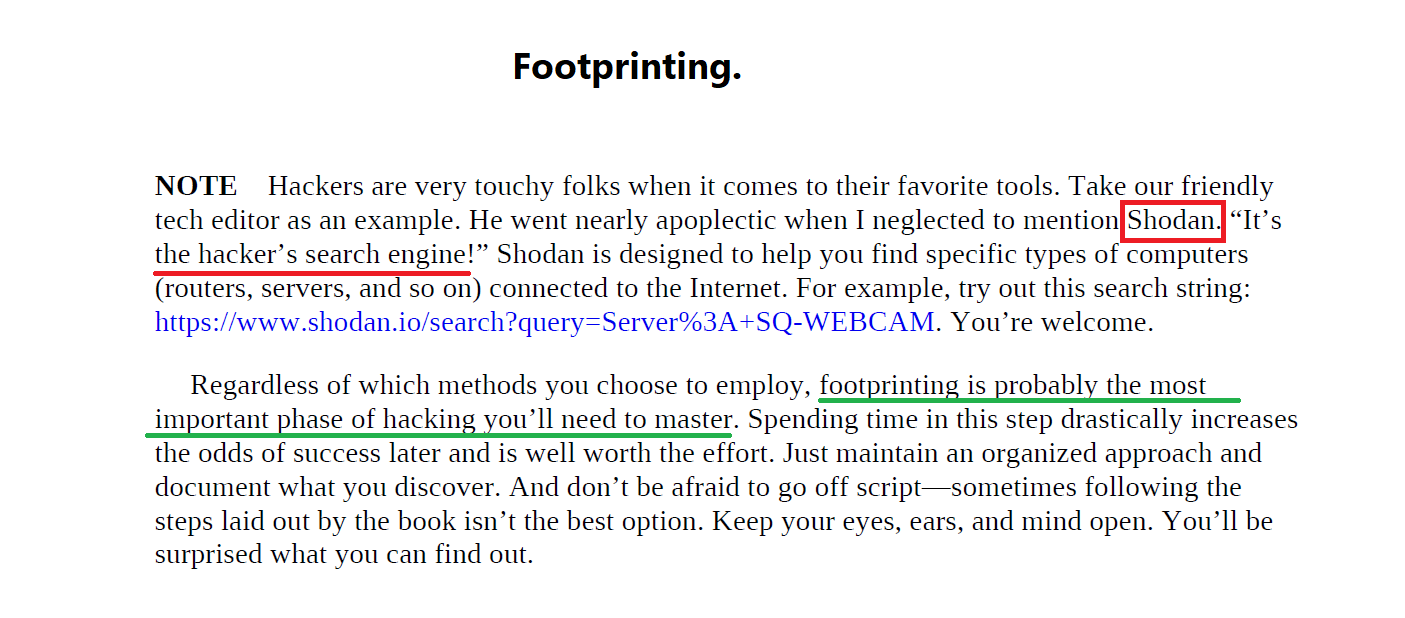 Footprinting.
NOTE Hackers are very touchy folks when it comes to their favorite tools. Take our friendly
tech editor as an example. He went nearly apoplectic when I neglected to mention Shodan. “It’s
the hacker’s search engine!” Shodan is designed to help you find specific types of computers
(routers, servers, and so on) connected to the Internet. For example, try out this search string:
https://www.shodan.io/search?query=Server%3A+SQ-WEBCAM. You’re welcome.
Regardless of which methods you choose to employ, footprinting is probably the most
important phase of hacking you’ll need to master. Spending time in this step drastically increases
the odds of success later and is well worth the effort. Just maintain an organized approach and
document what you discover. And don’t be afraid to go off script—sometimes following the
steps laid out by the book isn’t the best option. Keep your eyes, ears, and mind open. You’ll be
surprised what you can find out.